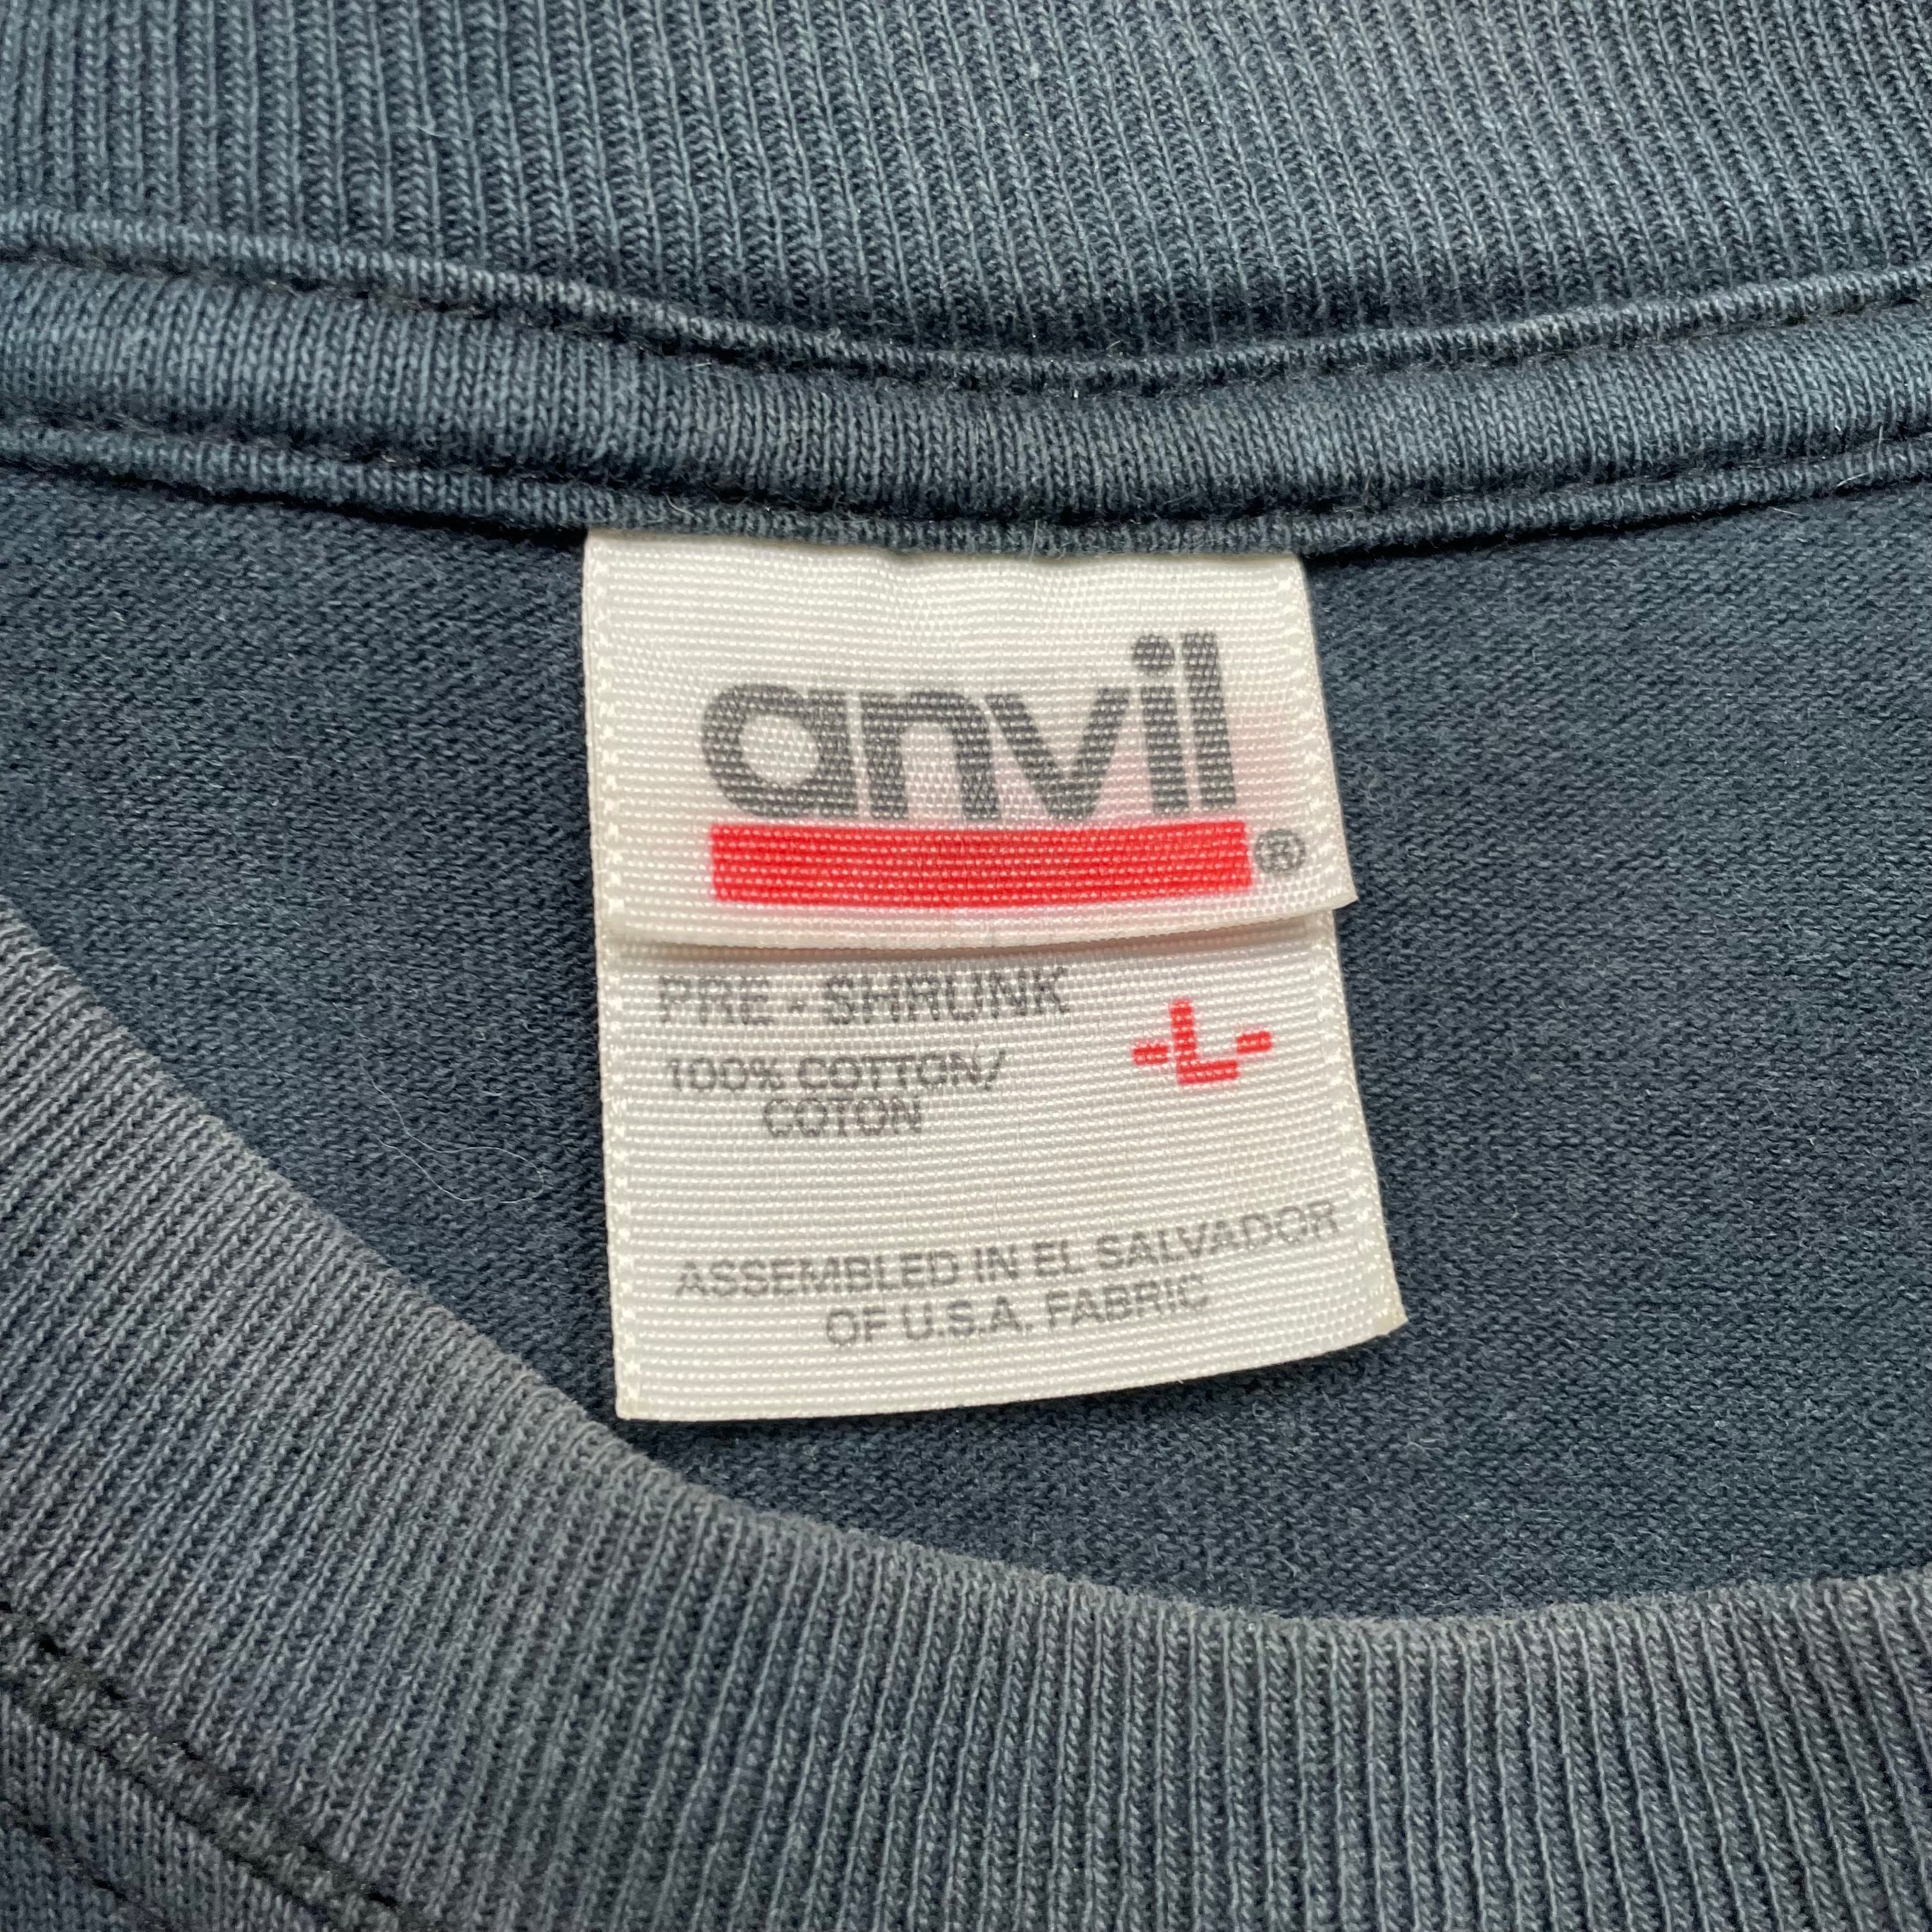 anvil®
PRE - SHRUNK
-L-
100% COTTON/
COTON
ASSEMBLED IN EL SALVADOR
OF U.S.A. FABRIC